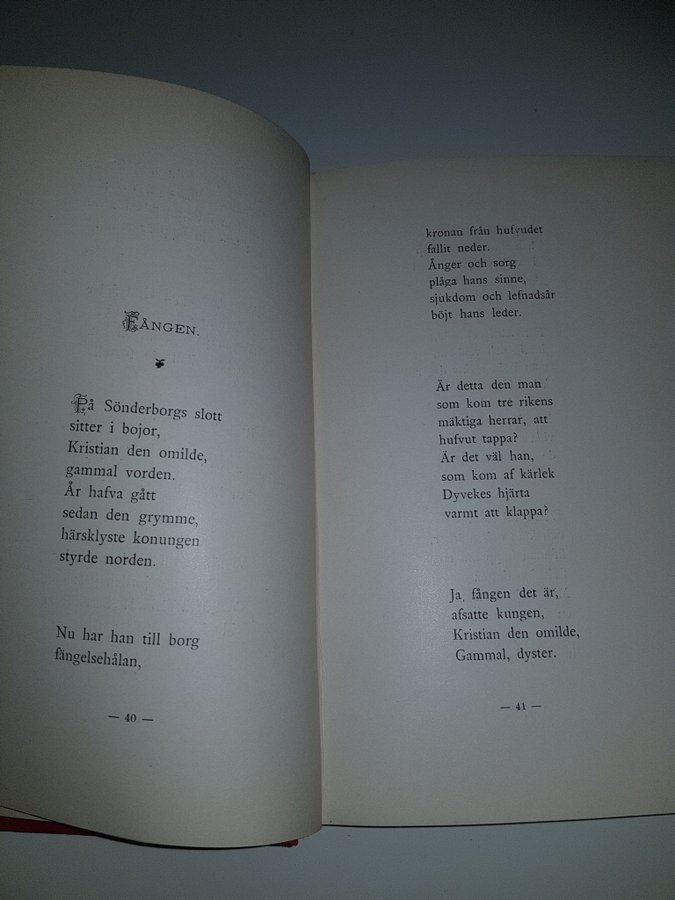 FÅNGEN.
På Sönderborgs slott
sitter i bojor,
Kristian den omilde,
gammal vorden.
År hafva gått
sedan den grymme,
härsklyste konungen
styrde norden.
Nu har han till borg
fängelsehålan,
— 40 —
kronan från hufvudet
fallit neder.
Ånger och sorg
plåga hans sinne,
sjukdom och lefnadsår
böjt hans leder.
Är detta den man
som kom tre rikens
mäktiga herrar, att
hufvut tappa?
Är det väl han,
som kom af kärlek
Dyvekes hjärta
varmt att klappa?
Ja, fången det är,
afsatte kungen,
Kristian den omilde,
Gammal, dyster.
— 41 —